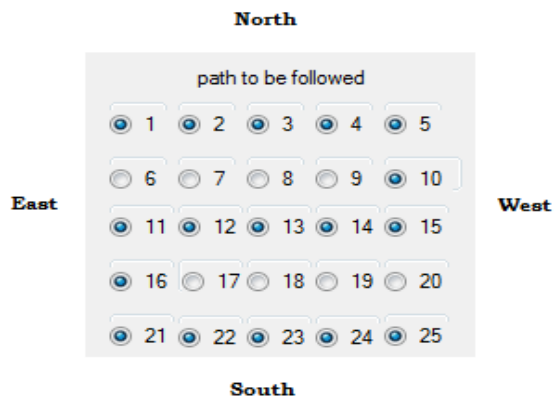 North
path to be followed
1 2 3 4 5
6 7 8 9 10
East West
11 12 13 14 15
16 17 18 19 20
21 22 23 24 25
South